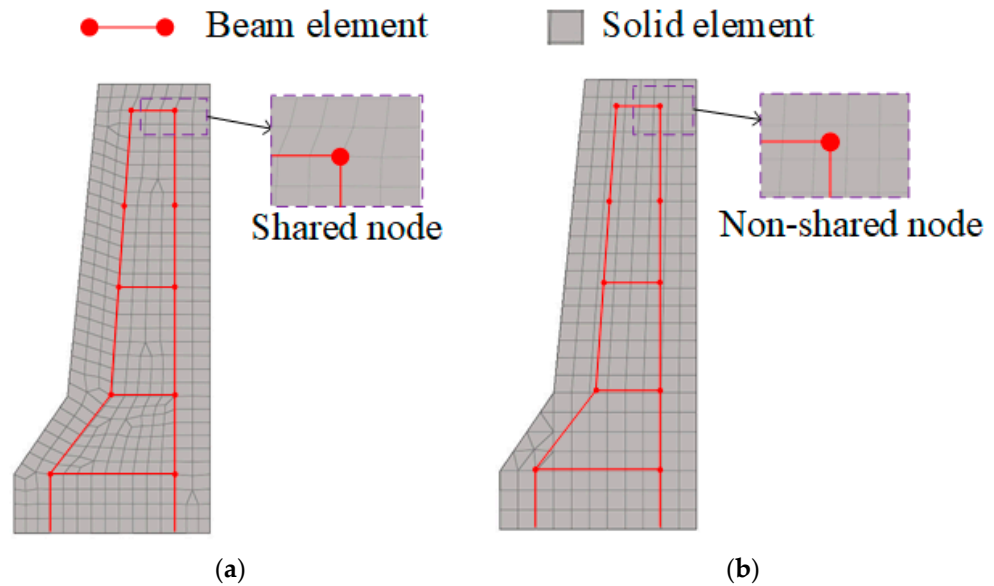 Beam element
Solid element
Shared node
Non-shared node
(a)
(b)